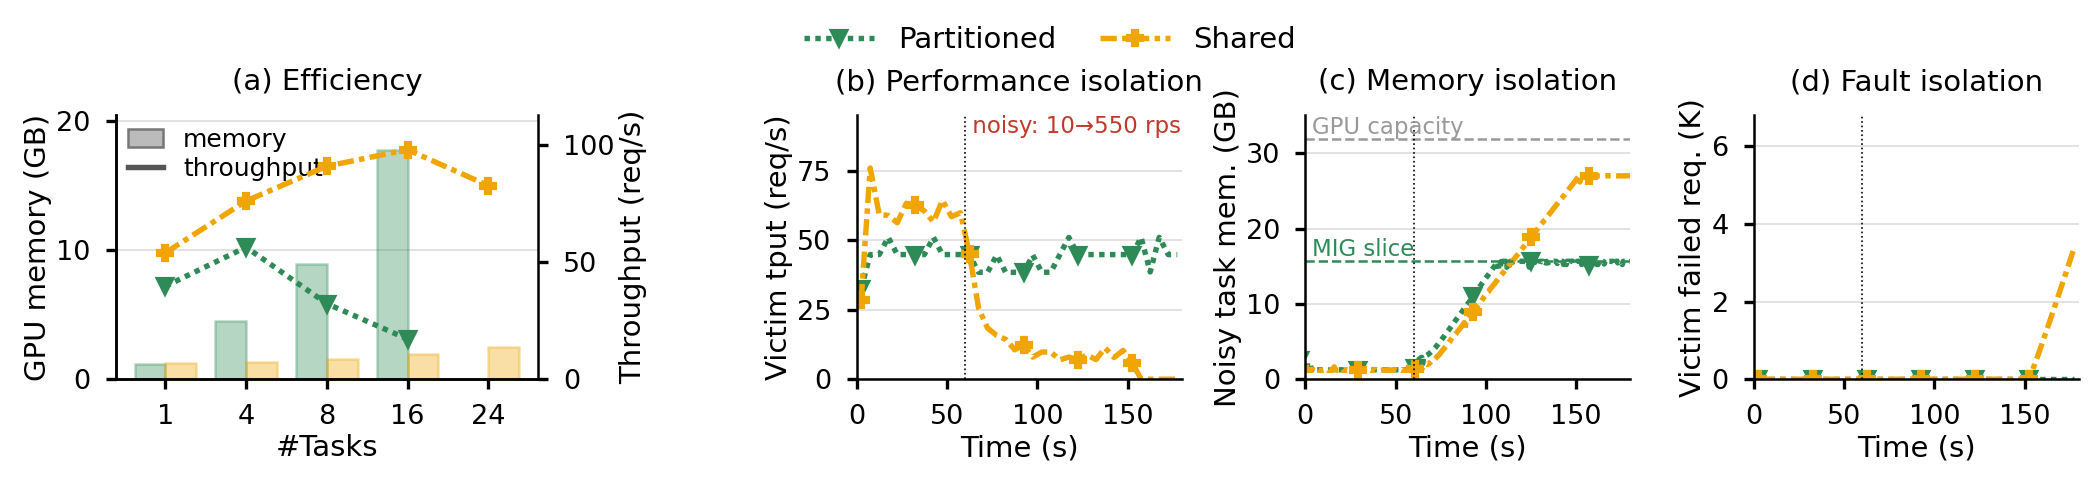 Partitioned
Shared
(a) Efficiency
GPU memory (GB)
20
10
0
memory
throughput
100
50
0
Throughput (req/s)
1
4
8
16
24
#Tasks
(b) Performance isolation
Victim tput (req/s)
75
50
25
0
noisy: 10→550 rps
0
50
100
150
Time (s)
(c) Memory isolation
Noisy task mem. (GB)
30
20
10
0
GPU capacity
MIG slice
0
50
100
150
Time (s)
(d) Fault isolation
Victim failed req. (K)
6
4
2
0
0
50
100
150
Time (s)